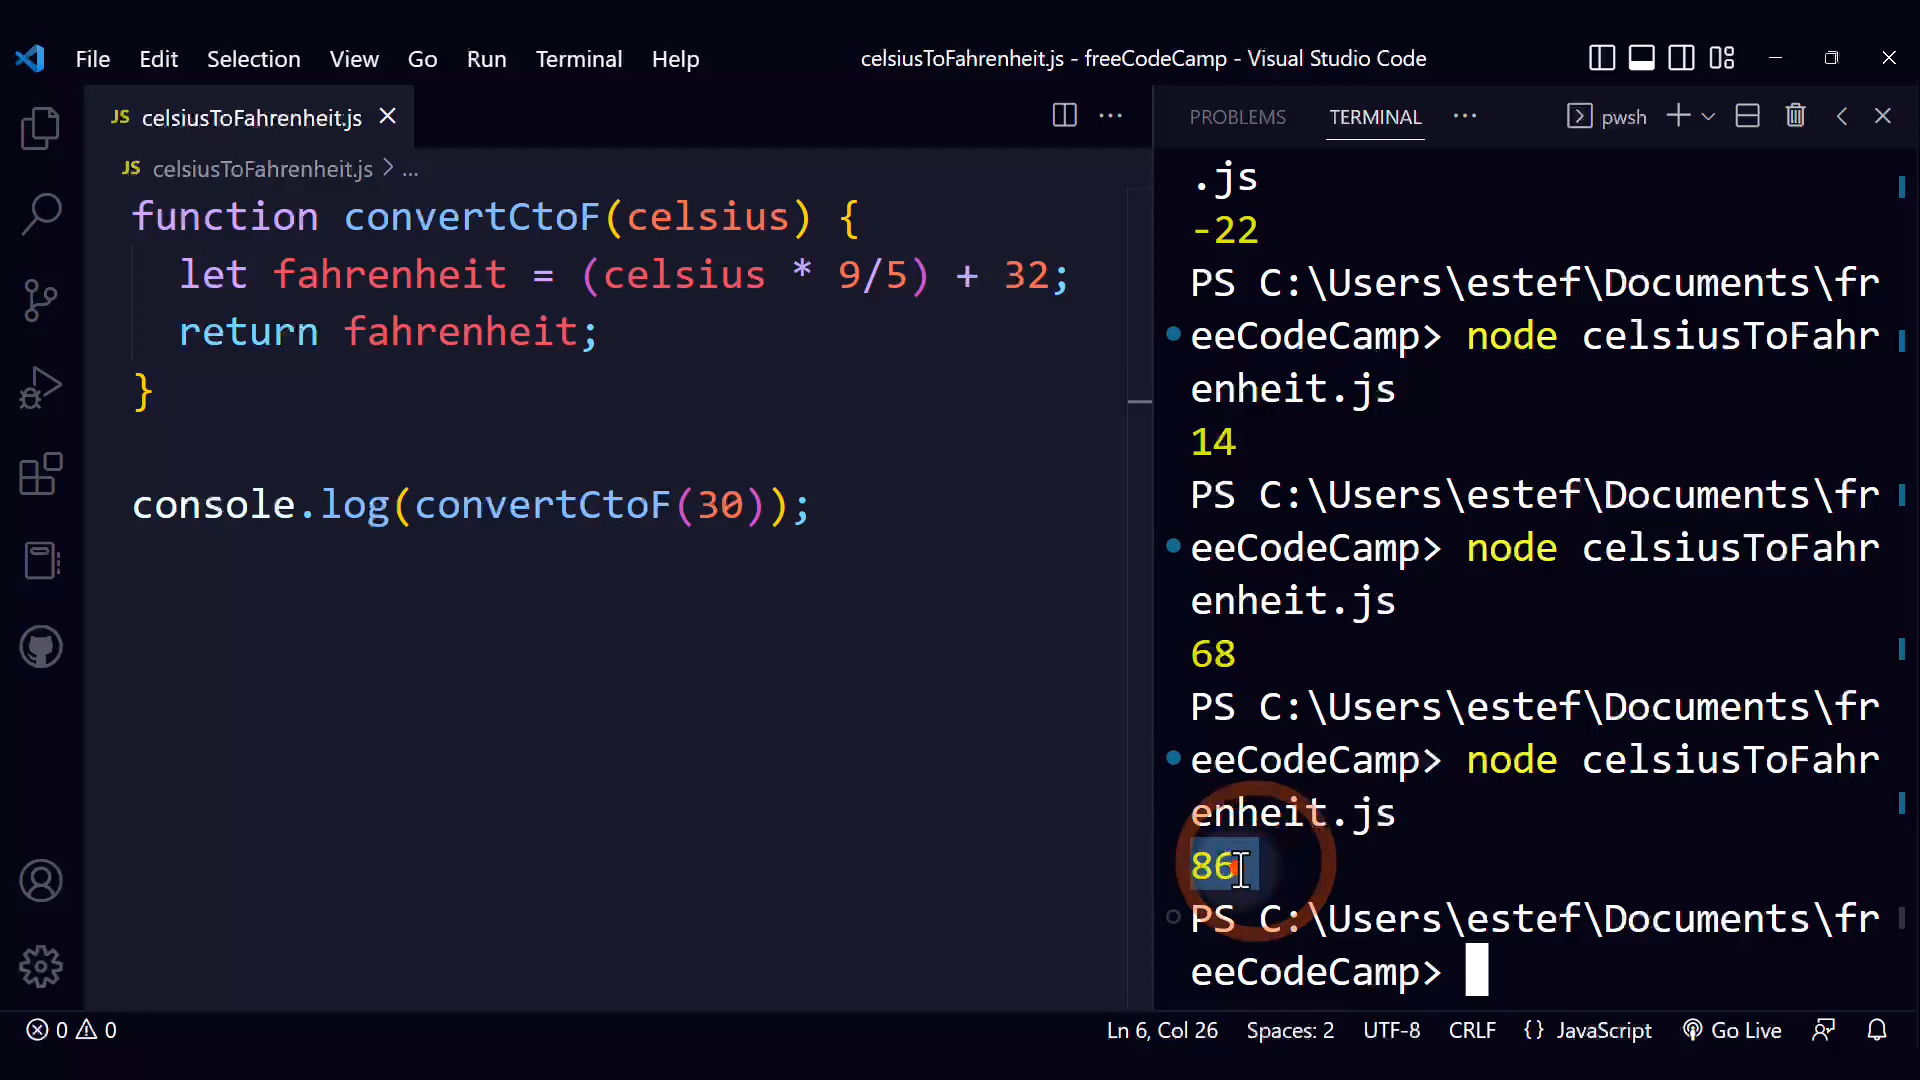 File Edit Selection View Go Run Terminal Help
celsiusToFahrenheit.js - freeCodeCamp - Visual Studio Code
JS celsiusToFahrenheit.js
JS celsiusToFahrenheit.js > ...
function convertCtoF(celsius) {
  let fahrenheit = (celsius * 9/5) + 32;
  return fahrenheit;
}
console.log(convertCtoF(30));
PROBLEMS TERMINAL ... pwsh
.js
-22
PS C:\Users\estef\Documents\fr
eeCodeCamp> node celsiusToFahr
enheit.js
14
PS C:\Users\estef\Documents\fr
eeCodeCamp> node celsiusToFahr
enheit.js
68
PS C:\Users\estef\Documents\fr
eeCodeCamp> node celsiusToFahr
enheit.js
86
PS C:\Users\estef\Documents\fr
eeCodeCamp>
0 0 Ln 6, Col 26 Spaces: 2 UTF-8 CRLF {} JavaScript Go Live